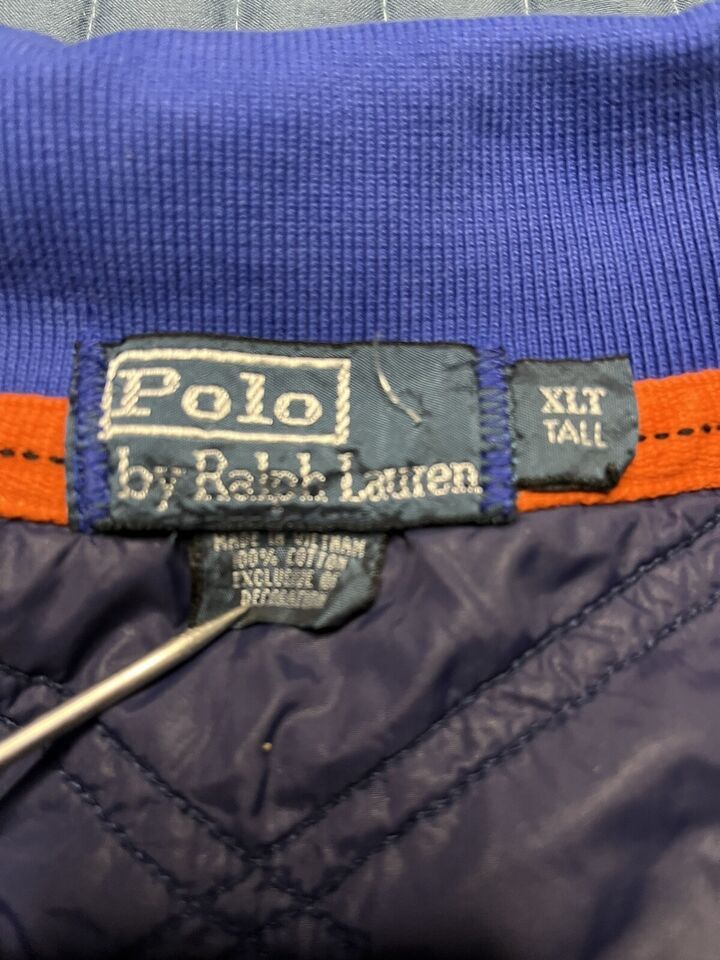 Polo
by Ralph Lauren
XLT
TALL
MADE IN VIETNAM
100% COTTON
EXCLUSIVE OF
DECORATION